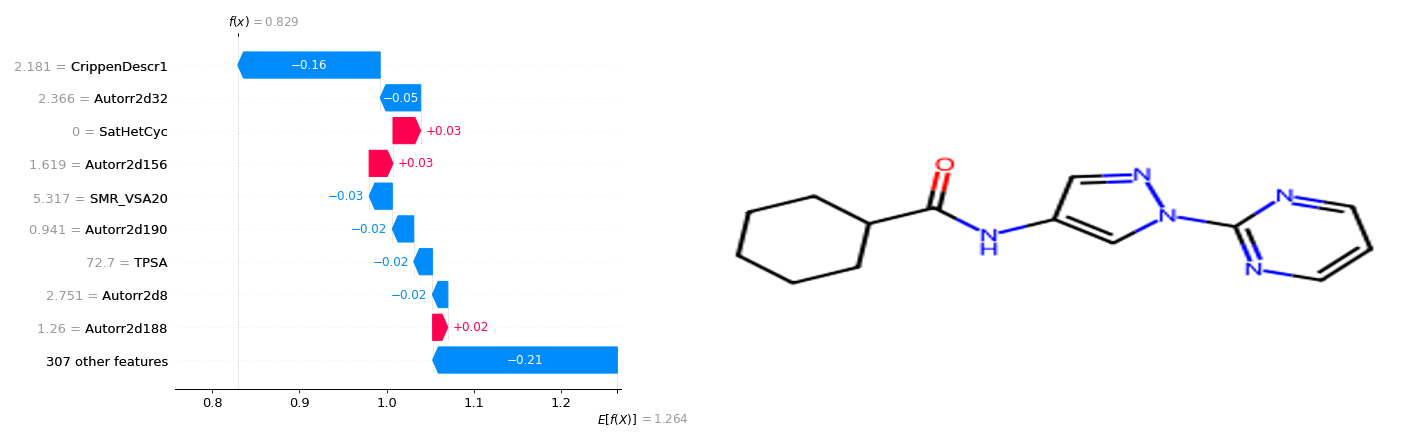 f(x) = 0.829
2.181 = CrippenDescr1
−0.16
2.366 = Autorr2d32
−0.05
0 = SatHetCyc
+0.03
1.619 = Autorr2d156
+0.03
5.317 = SMR_VSA20
−0.03
0.941 = Autorr2d190
−0.02
72.7 = TPSA
−0.02
2.751 = Autorr2d8
−0.02
1.26 = Autorr2d188
+0.02
307 other features
−0.21
0.8 0.9 1.0 1.1 1.2
E[f(X)] = 1.264
O
N
H
N
N
N
N